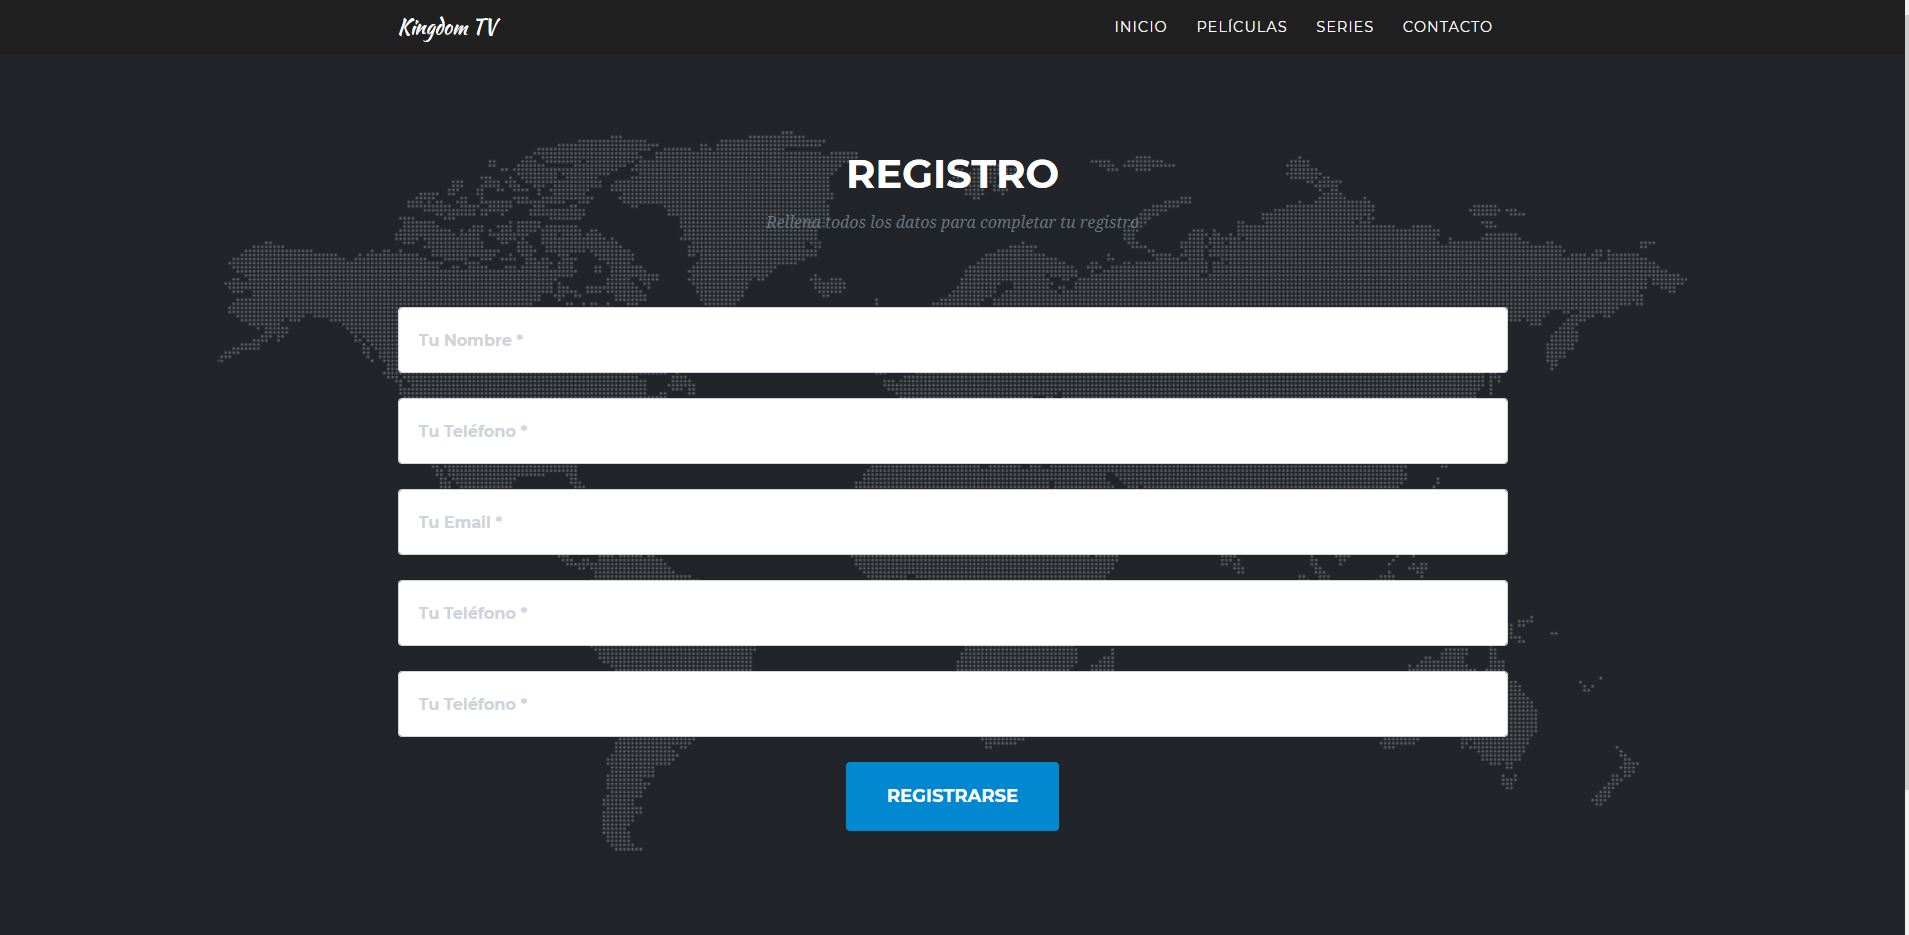 Kingdom TV
INICIO PELÍCULAS SERIES CONTACTO
REGISTRO
Rellena todos los datos para completar tu registro.
Tu Nombre *
Tu Teléfono *
Tu Email *
Tu Teléfono *
Tu Teléfono *
REGISTRARSE